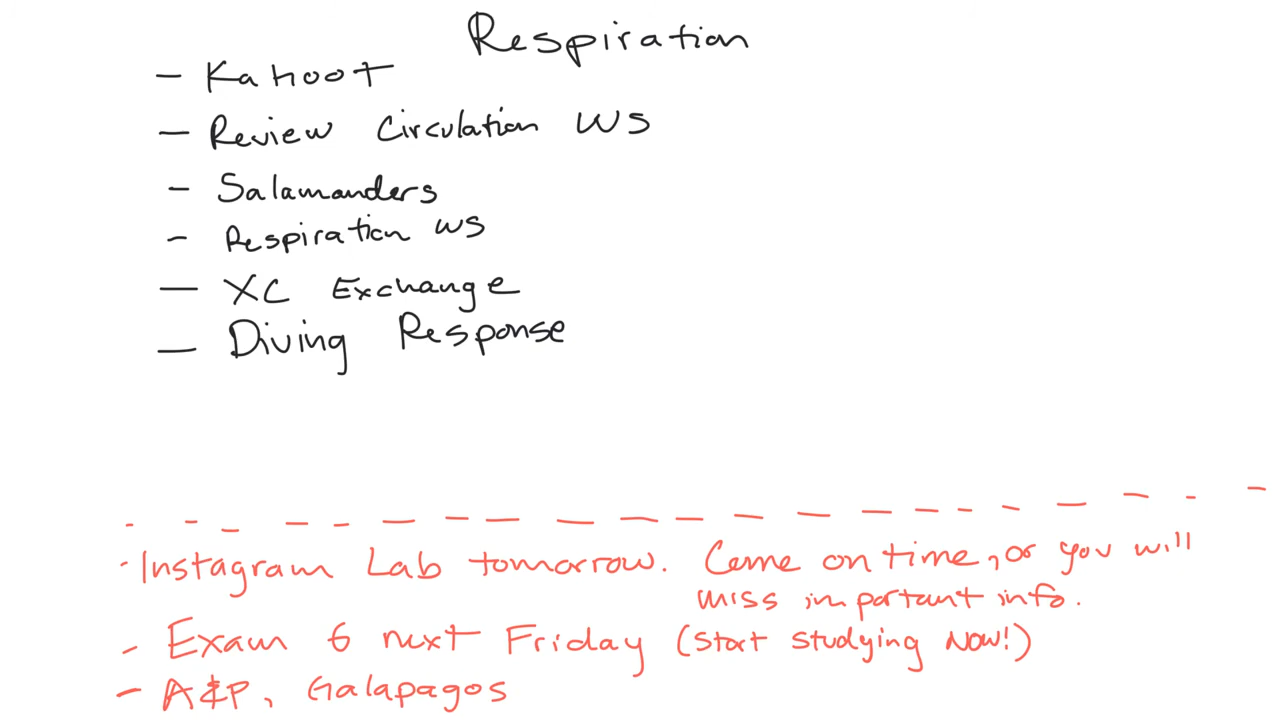 Respiration
- Kahoot
- Review Circulation WS
- Salamanders
- Respiration WS
- XC Exchange
- Diving Response
- Instagram Lab tomorrow. Come on time, or you will
miss important info.
- Exam 6 next Friday (start studying Now!)
- A&P, Galapagos